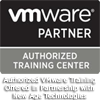 vmware®
PARTNER
AUTHORIZED
TRAINING CENTER
Authorized VMware Training
Offered in Partnership with
New Age Technologies